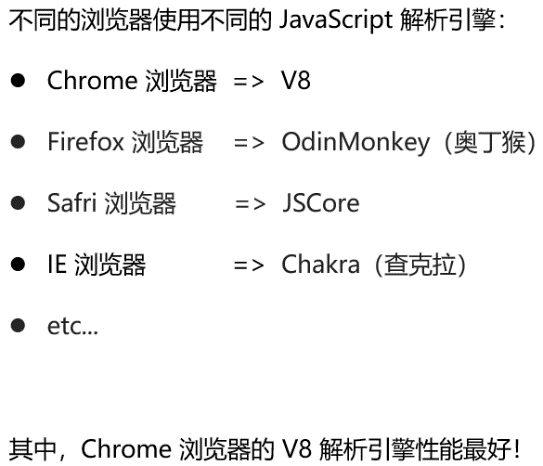 不同的浏览器使用不同的 JavaScript 解析引擎：
● Chrome 浏览器 => V8
● Firefox 浏览器 => OdinMonkey（奥丁猴）
● Safri 浏览器 => JSCore
● IE 浏览器 => Chakra（查克拉）
● etc...
其中，Chrome 浏览器的 V8 解析引擎性能最好！